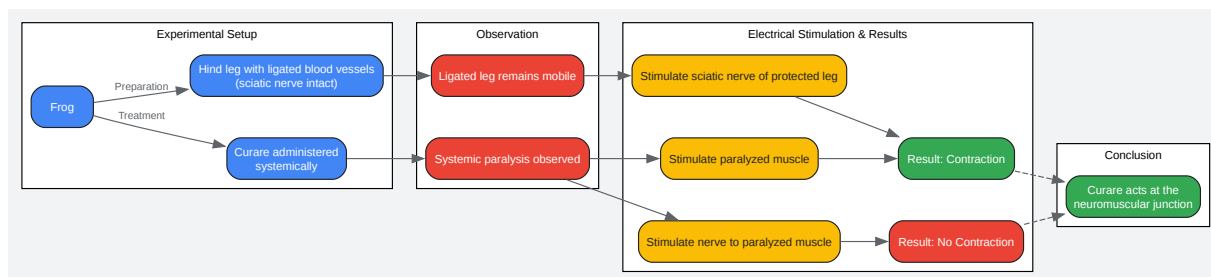 Experimental Setup
Frog
Preparation
Treatment
Hind leg with ligated blood vessels
(sciatic nerve intact)
Curare administered
systemically
Observation
Ligated leg remains mobile
Systemic paralysis observed
Electrical Stimulation & Results
Stimulate sciatic nerve of protected leg
Stimulate paralyzed muscle
Result: Contraction
Stimulate nerve to paralyzed muscle
Result: No Contraction
Conclusion
Curare acts at the
neuromuscular junction